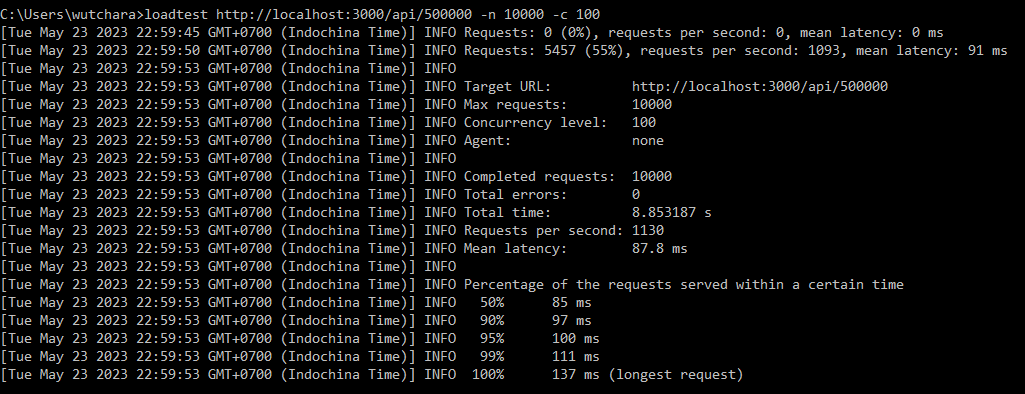 C:\Users\wutchara>loadtest http://localhost:3000/api/500000 -n 10000 -c 100
[Tue May 23 2023 22:59:45 GMT+0700 (Indochina Time)] INFO Requests: 0 (0%), requests per second: 0, mean latency: 0 ms
[Tue May 23 2023 22:59:50 GMT+0700 (Indochina Time)] INFO Requests: 5457 (55%), requests per second: 1093, mean latency: 91 ms
[Tue May 23 2023 22:59:53 GMT+0700 (Indochina Time)] INFO
[Tue May 23 2023 22:59:53 GMT+0700 (Indochina Time)] INFO Target URL:          http://localhost:3000/api/500000
[Tue May 23 2023 22:59:53 GMT+0700 (Indochina Time)] INFO Max requests:        10000
[Tue May 23 2023 22:59:53 GMT+0700 (Indochina Time)] INFO Concurrency level:   100
[Tue May 23 2023 22:59:53 GMT+0700 (Indochina Time)] INFO Agent:               none
[Tue May 23 2023 22:59:53 GMT+0700 (Indochina Time)] INFO
[Tue May 23 2023 22:59:53 GMT+0700 (Indochina Time)] INFO Completed requests:  10000
[Tue May 23 2023 22:59:53 GMT+0700 (Indochina Time)] INFO Total errors:        0
[Tue May 23 2023 22:59:53 GMT+0700 (Indochina Time)] INFO Total time:          8.853187 s
[Tue May 23 2023 22:59:53 GMT+0700 (Indochina Time)] INFO Requests per second: 1130
[Tue May 23 2023 22:59:53 GMT+0700 (Indochina Time)] INFO Mean latency:        87.8 ms
[Tue May 23 2023 22:59:53 GMT+0700 (Indochina Time)] INFO
[Tue May 23 2023 22:59:53 GMT+0700 (Indochina Time)] INFO Percentage of the requests served within a certain time
[Tue May 23 2023 22:59:53 GMT+0700 (Indochina Time)] INFO   50%      85 ms
[Tue May 23 2023 22:59:53 GMT+0700 (Indochina Time)] INFO   90%      97 ms
[Tue May 23 2023 22:59:53 GMT+0700 (Indochina Time)] INFO   95%      100 ms
[Tue May 23 2023 22:59:53 GMT+0700 (Indochina Time)] INFO   99%      111 ms
[Tue May 23 2023 22:59:53 GMT+0700 (Indochina Time)] INFO  100%      137 ms (longest request)